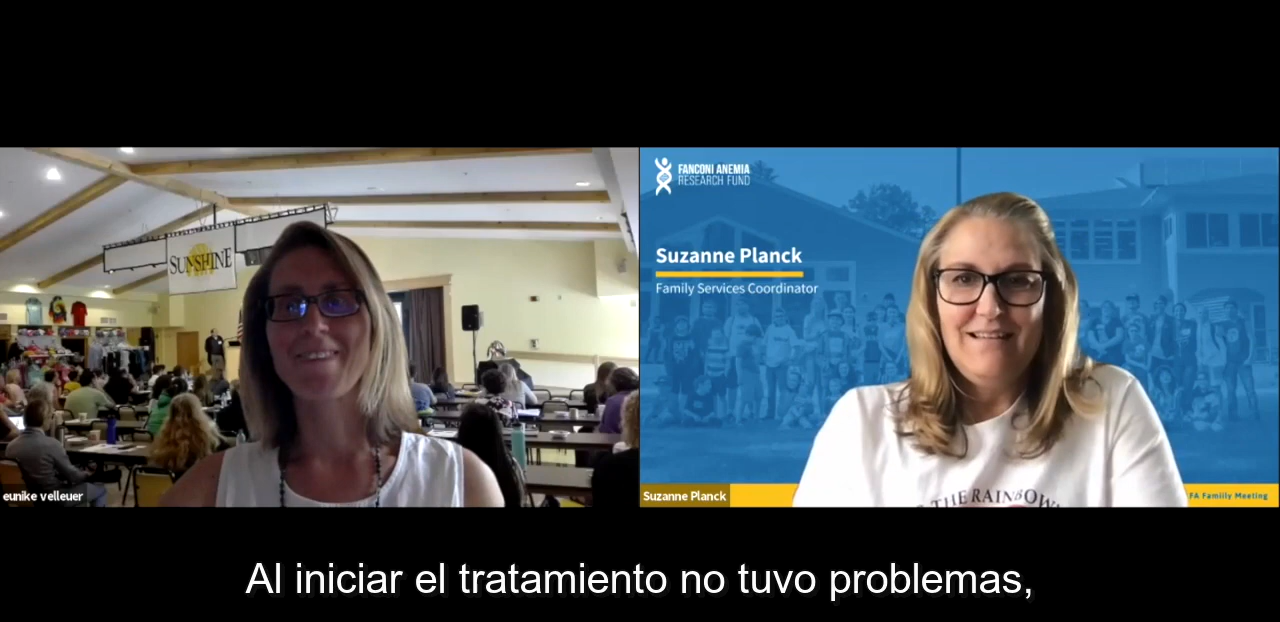 SUNSHINE
eunike velleuer
FANCONI ANEMIA
RESEARCH FUND
Suzanne Planck
Family Services Coordinator
THE RAINBOW
Suzanne Planck
FA Family Meeting
Al iniciar el tratamiento no tuvo problemas,